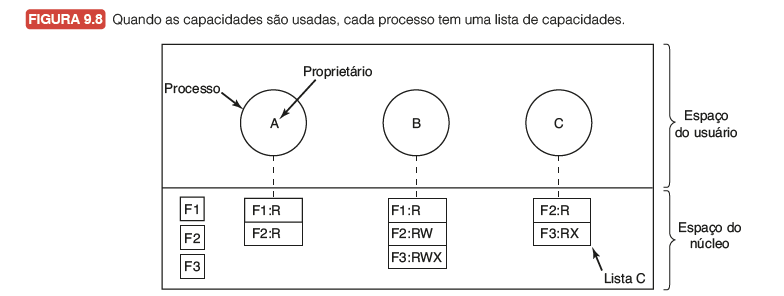 FIGURA 9.8 Quando as capacidades são usadas, cada processo tem uma lista de capacidades.
Proprietário
Processo
A
B
C
Espaço
do usuário
F1
F2
F3
F1:R
F2:R
F1:R
F2:RW
F3:RWX
F2:R
F3:RX
Lista C
Espaço do
núcleo